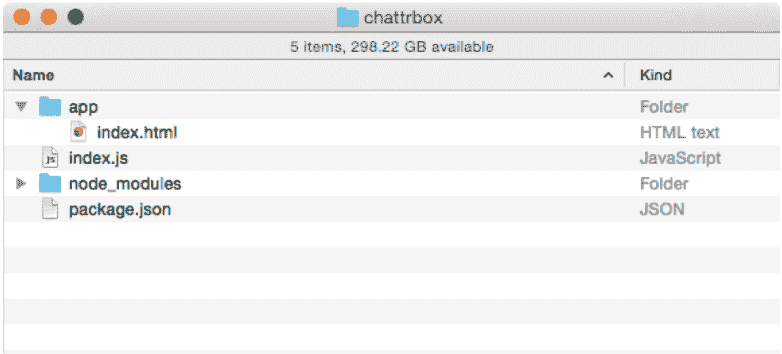 chattrbox
5 items, 298.22 GB available
Name Kind
app Folder
index.html HTML text
JS index.js JavaScript
node_modules Folder
package.json JSON